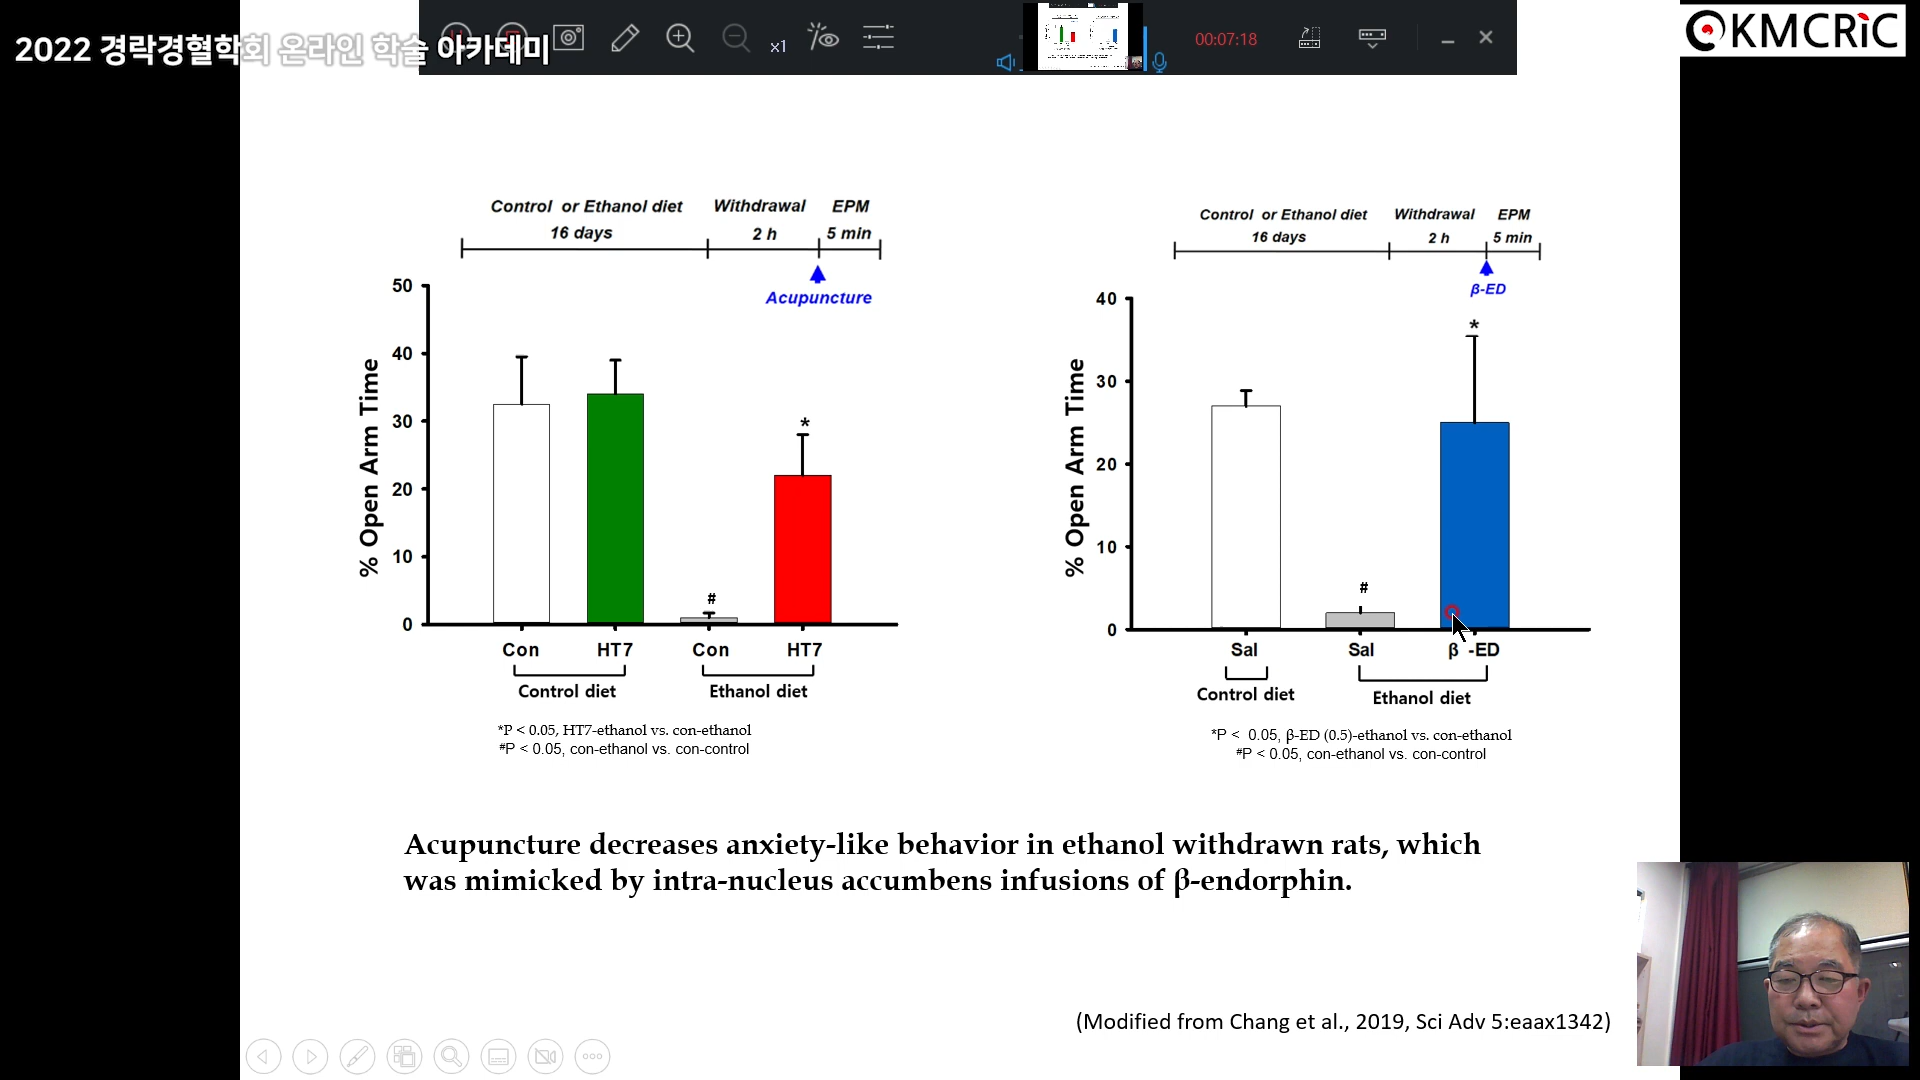 2022 경락경혈학회 온라인 학술 아카데미
x1
00:07:18
KMCRIC
Control or Ethanol diet Withdrawal EPM
16 days 2 h 5 min
Acupuncture
50
40
30
20
10
0
% Open Arm Time
*
#
Con HT7 Con HT7
Control diet Ethanol diet
*P < 0.05, HT7-ethanol vs. con-ethanol
#P < 0.05, con-ethanol vs. con-control
Control or Ethanol diet Withdrawal EPM
16 days 2 h 5 min
β-ED
40
30
20
10
0
% Open Arm Time
*
#
Sal Sal β -ED
Control diet Ethanol diet
*P < 0.05, β-ED (0.5)-ethanol vs. con-ethanol
#P < 0.05, con-ethanol vs. con-control
Acupuncture decreases anxiety-like behavior in ethanol withdrawn rats, which
was mimicked by intra-nucleus accumbens infusions of β-endorphin.
(Modified from Chang et al., 2019, Sci Adv 5:eaax1342)